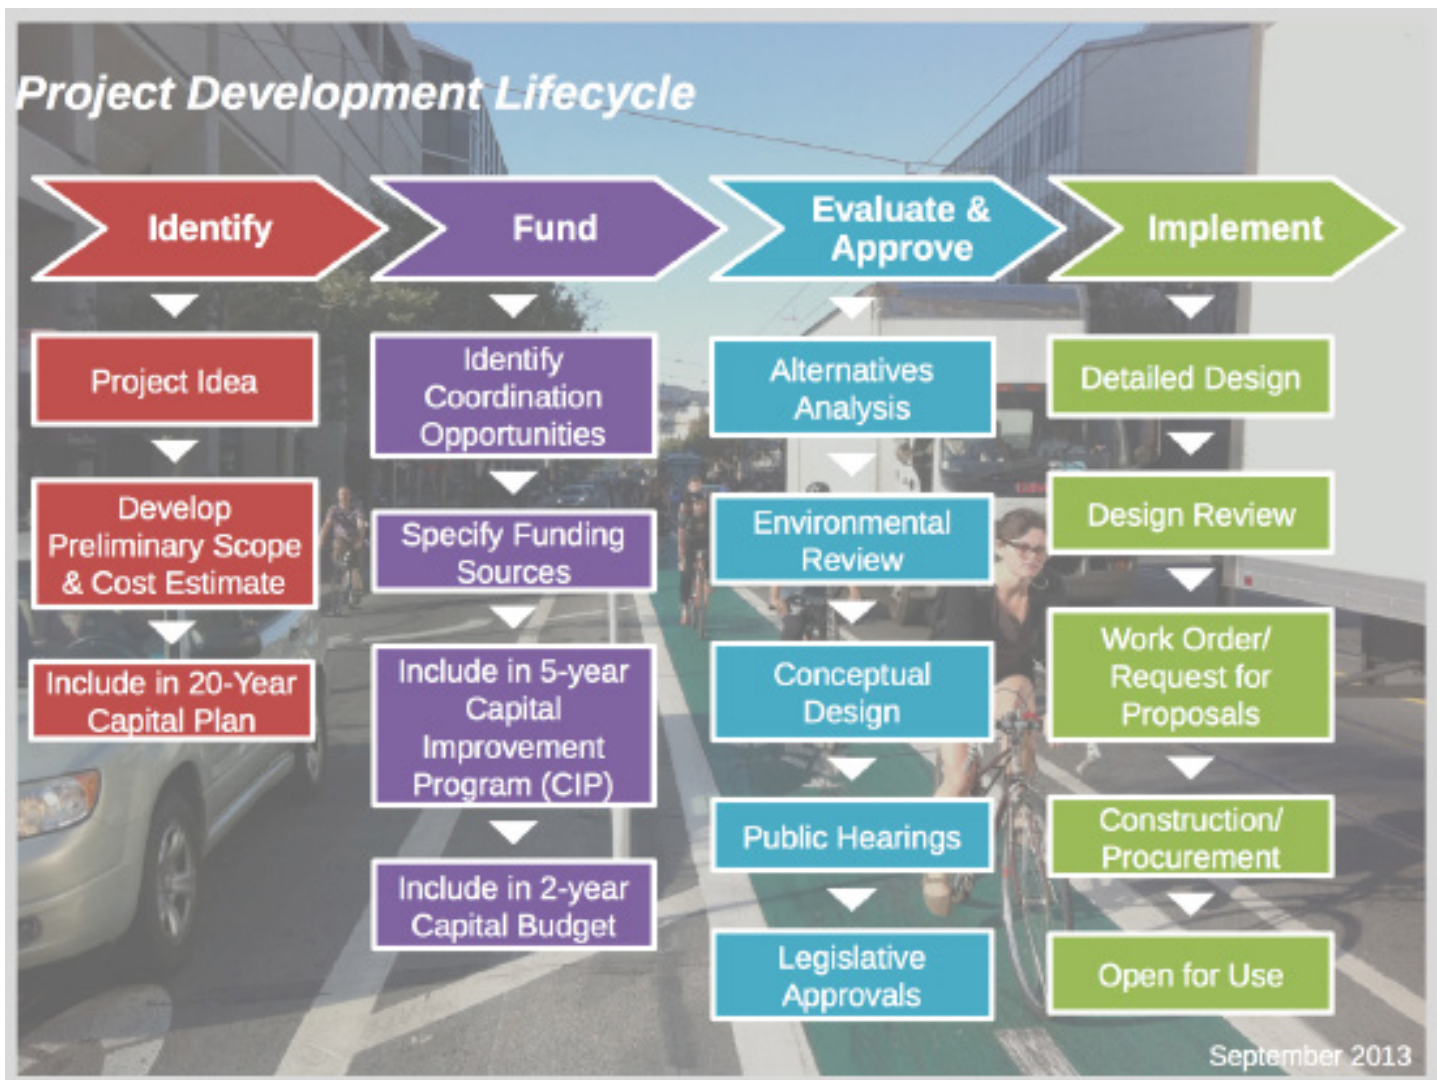 Project Development Lifecycle
Identify
Project Idea
Develop
Preliminary Scope
& Cost Estimate
Include in 20-Year
Capital Plan
Fund
Identify
Coordination
Opportunities
Specify Funding
Sources
Include in 5-year
Capital
Improvement
Program (CIP)
Include in 2-year
Capital Budget
Evaluate &
Approve
Alternatives
Analysis
Environmental
Review
Conceptual
Design
Public Hearings
Legislative
Approvals
Implement
Detailed Design
Design Review
Work Order/
Request for
Proposals
Construction/
Procurement
Open for Use
September 2013